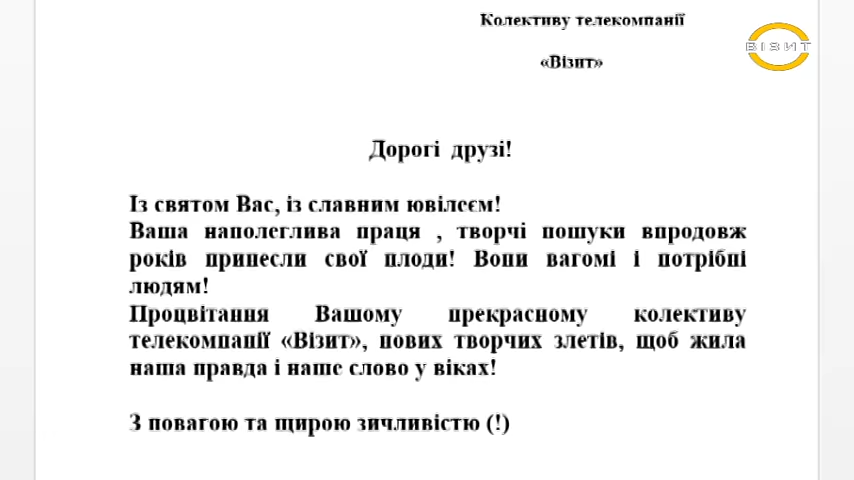 Колективу телекомпанії
ВІЗИТ
«Візит»
Дорогі друзі!
Із святом Вас, із славним ювілеєм!
Ваша наполеглива праця , творчі пошуки впродовж
років принесли свої плоди! Вони вагомі і потрібні
людям!
Процвітання Вашому прекрасному колективу
телекомпанії «Візит», нових творчих злетів, щоб жила
наша правда і наше слово у віках!
З повагою та щирою зичливістю (!)